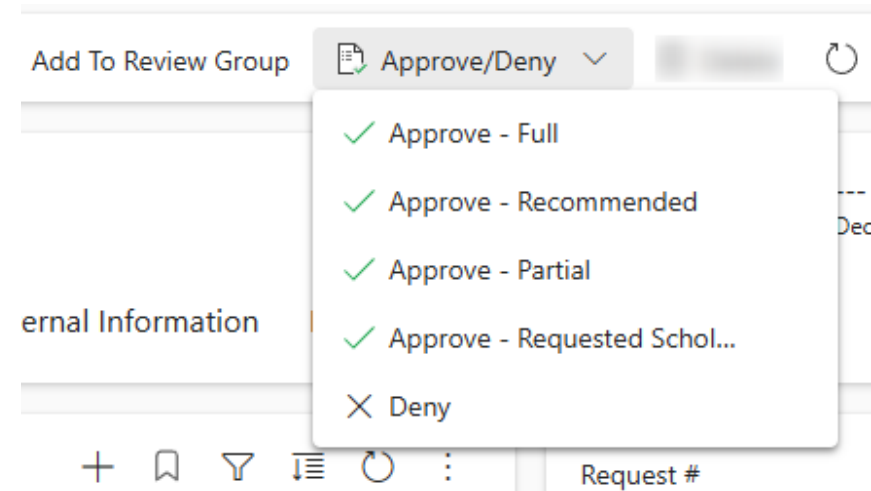 Add To Review Group Approve/Deny
Approve - Full
Approve - Recommended
Approve - Partial
Approve - Requested Schol...
Deny
---
Dec
ernal Information
Request #